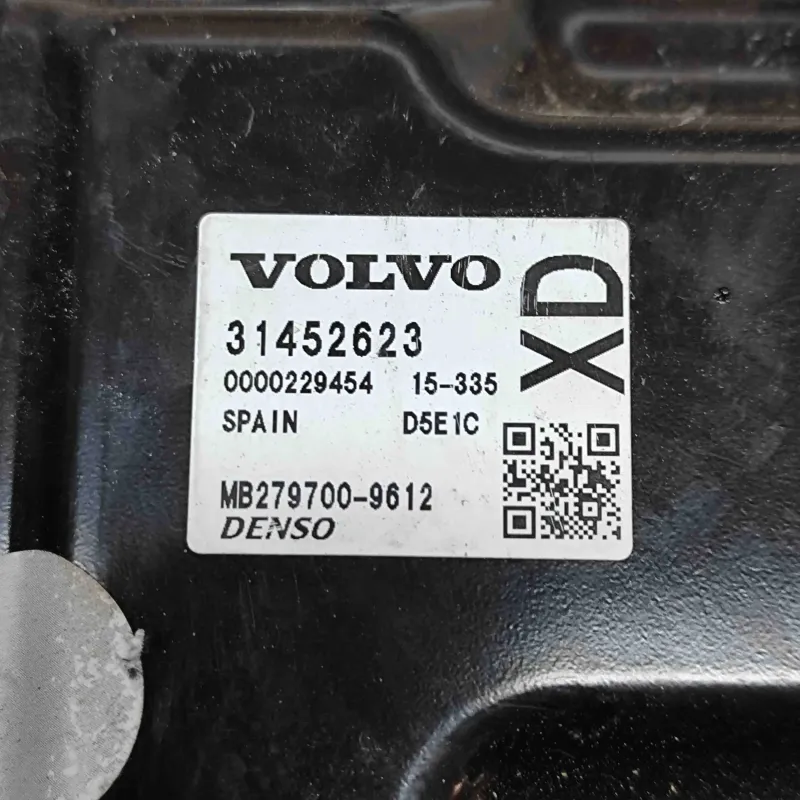 VOLVO
XD
31452623
0000229454 15-335
SPAIN D5E1C
MB279700-9612
DENSO